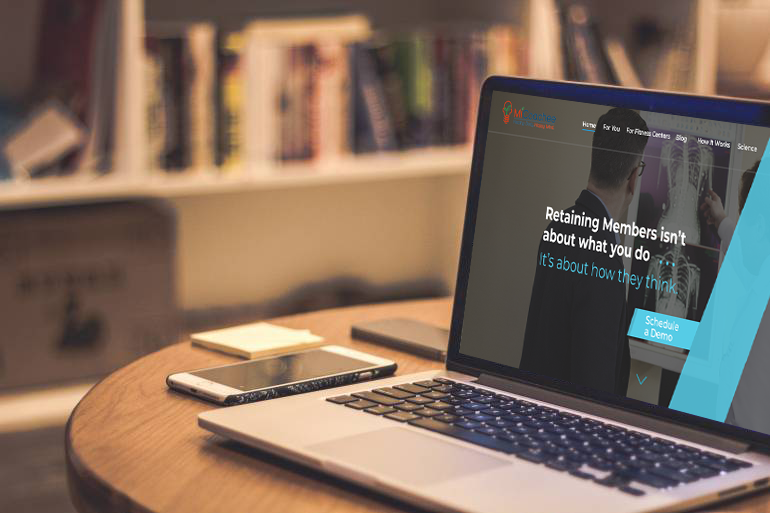 Home For You For Fitness Centers Blog How It Works Science
Retaining Members isn't
about what you do ...
it's about how they think.
Schedule
a Demo